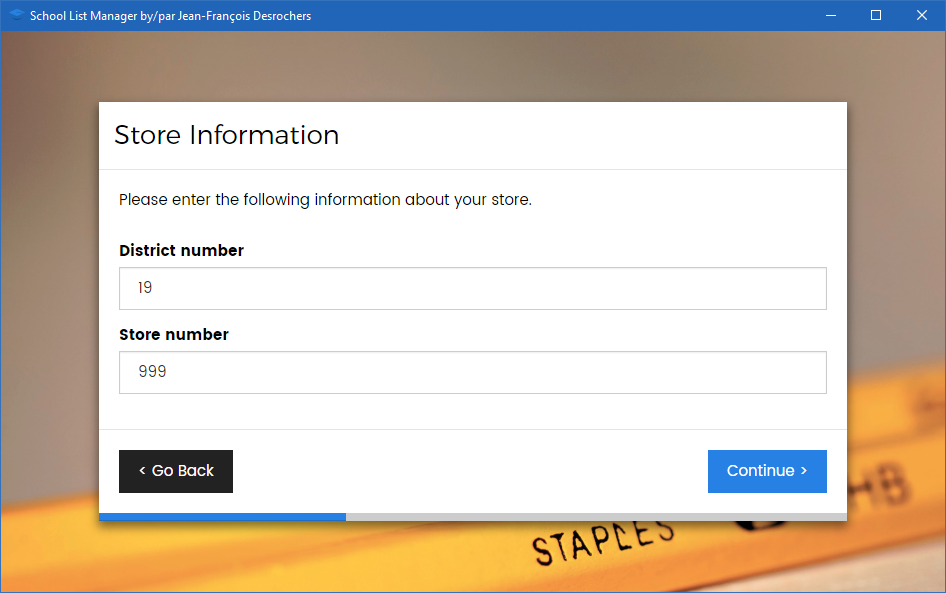 School List Manager by/par Jean-François Desrochers
Store Information
Please enter the following information about your store.
District number
19
Store number
999
< Go Back
Continue >
STAPLES
HB